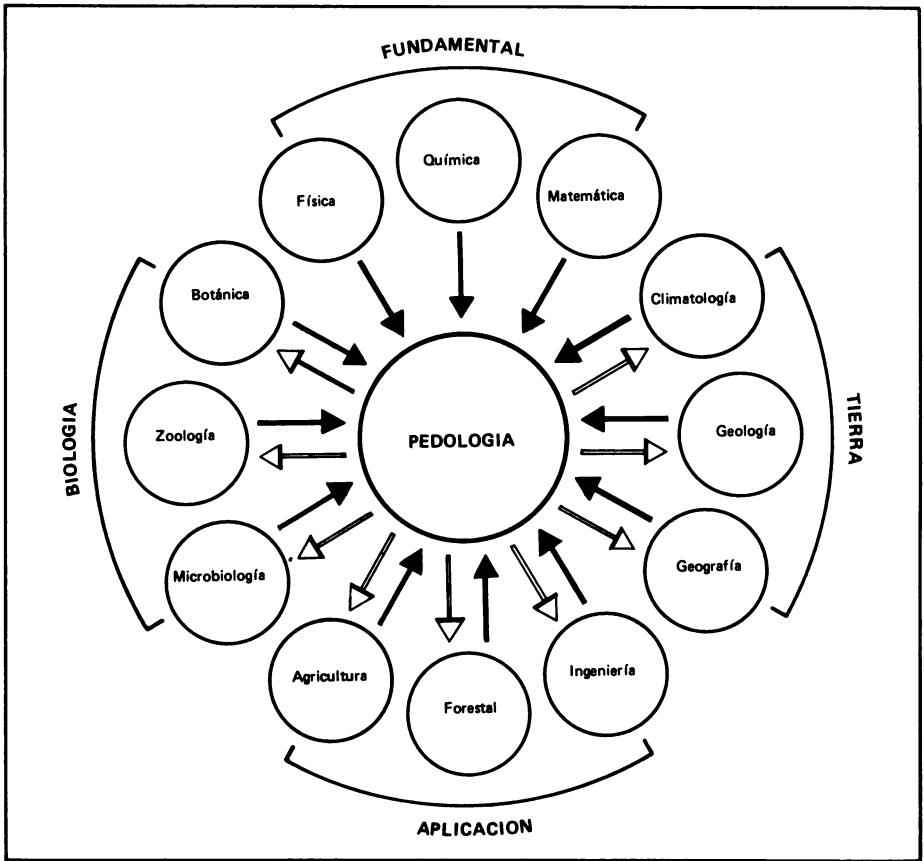 FUNDAMENTAL
Química
Física
Matemática
Botánica
Climatología
BIOLOGIA
Zoología
PEDOLOGIA
Geología
TIERRA
Microbiología
Geografía
Agricultura
Forestal
Ingeniería
APLICACION